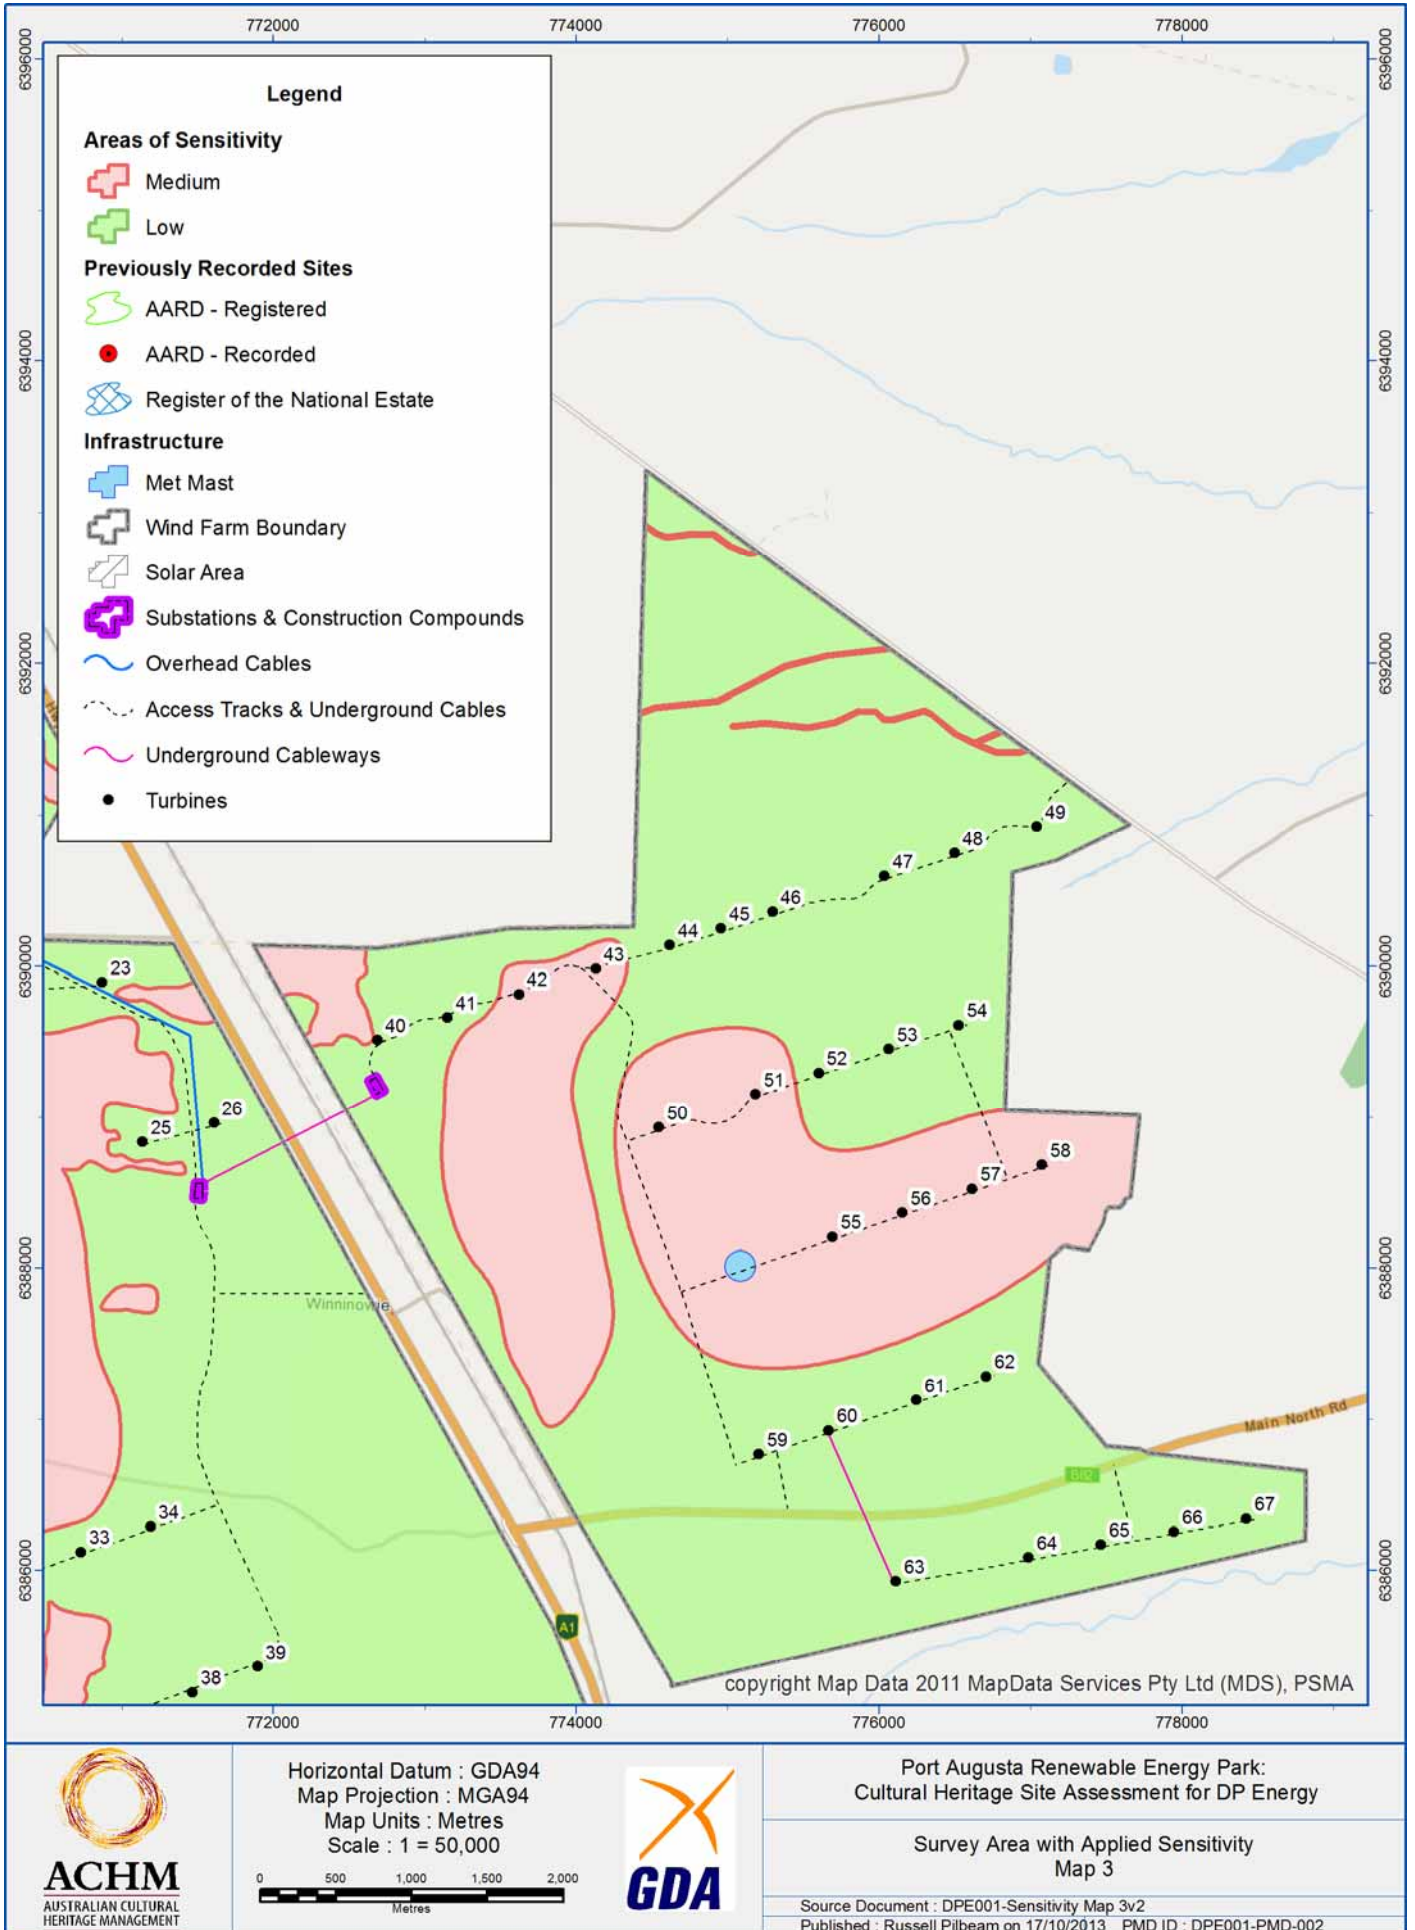 772000 774000 776000 778000
6396000
6396000
Legend
Areas of Sensitivity
Medium
Low
Previously Recorded Sites
AARD - Registered
AARD - Recorded
Register of the National Estate
Infrastructure
Met Mast
Wind Farm Boundary
Solar Area
Substations & Construction Compounds
Overhead Cables
Access Tracks & Underground Cables
Underground Cableways
Turbines
6394000
6394000
6392000
6392000
49
48
47
46
45
44
43
42
41
40
6390000
6390000
23
54
53
52
51
50
26
25
58
57
56
55
6388000
6388000
Winninowie
62
61
60
59
Main North Rd
B82
67
66
65
64
63
34
33
6386000
6386000
A1
39
38
copyright Map Data 2011 MapData Services Pty Ltd (MDS), PSMA
772000 774000 776000 778000
ACHM
AUSTRALIAN CULTURAL
HERITAGE MANAGEMENT
Horizontal Datum : GDA94
Map Projection : MGA94
Map Units : Metres
Scale : 1 = 50,000
0 500 1,000 1,500 2,000
Metres
GDA
Port Augusta Renewable Energy Park:
Cultural Heritage Site Assessment for DP Energy
Survey Area with Applied Sensitivity
Map 3
Source Document : DPE001-Sensitivity Map 3v2
Published : Russell Pilbeam on 17/10/2013 PMD ID : DPE001-PMD-002